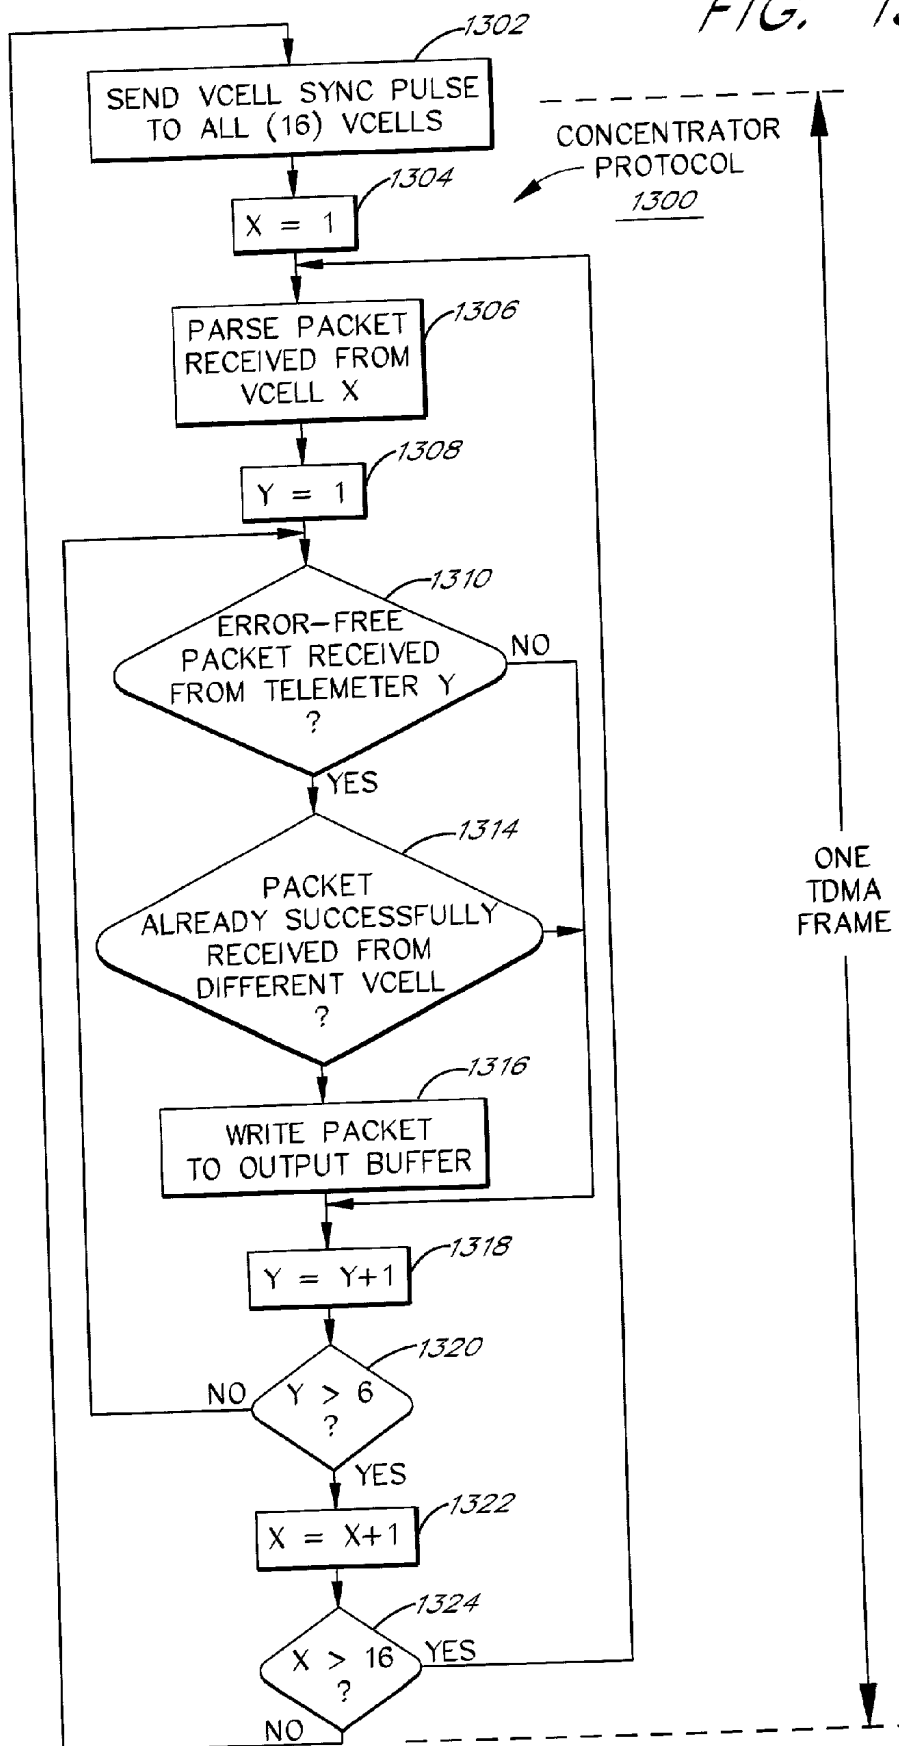 FIG. 13
1302
SEND VCELL SYNC PULSE
TO ALL (16) VCELLS
CONCENTRATOR
PROTOCOL
1300
1304
X = 1
1306
PARSE PACKET
RECEIVED FROM
VCELL X
1308
Y = 1
1310
ERROR-FREE
PACKET RECEIVED
FROM TELEMETER Y
?
NO
YES
1314
PACKET
ALREADY SUCCESSFULLY
RECEIVED FROM
DIFFERENT VCELL
?
ONE
TDMA
FRAME
1316
WRITE PACKET
TO OUTPUT BUFFER
1318
Y = Y+1
1320
Y > 6
?
NO
YES
1322
X = X+1
1324
X > 16
?
YES
NO